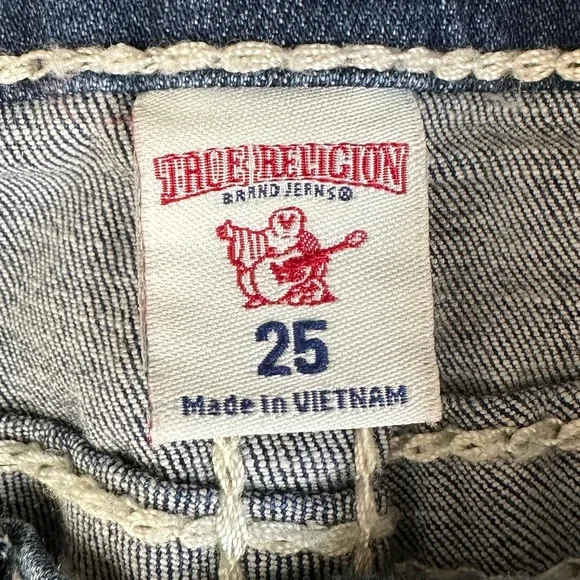 TRUE RELIGION
BRAND JEANS®
25
Made in VIETNAM